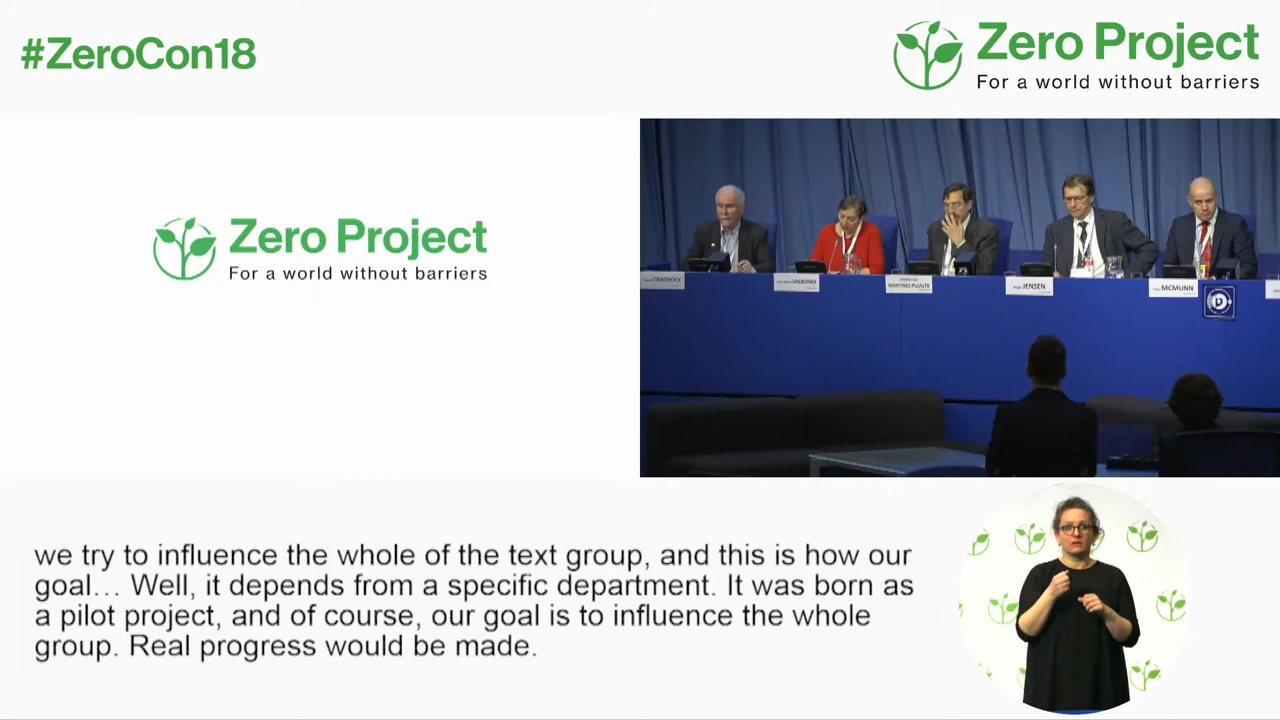 #ZeroCon18
Zero Project
For a world without barriers
Zero Project
For a world without barriers
CRADDOCK
MARTINEZ-PUJALTE
JENSEN
MCMUNN
we try to influence the whole of the text group, and this is how our
goal... Well, it depends from a specific department. It was born as
a pilot project, and of course, our goal is to influence the whole
group. Real progress would be made.